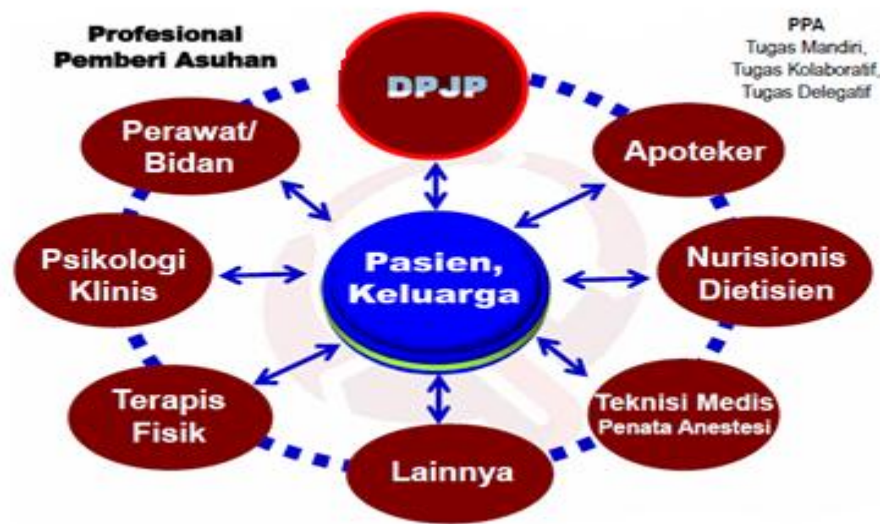 Profesional
Pemberi Asuhan
PPA
Tugas Mandiri,
Tugas Kolaboratif,
Tugas Delegatif
DPJP
Perawat/
Bidan
Apoteker
Psikologi
Klinis
Pasien,
Keluarga
Nurisionis
Dietisien
Terapis
Fisik
Teknisi Medis
Penata Anestesi
Lainnya